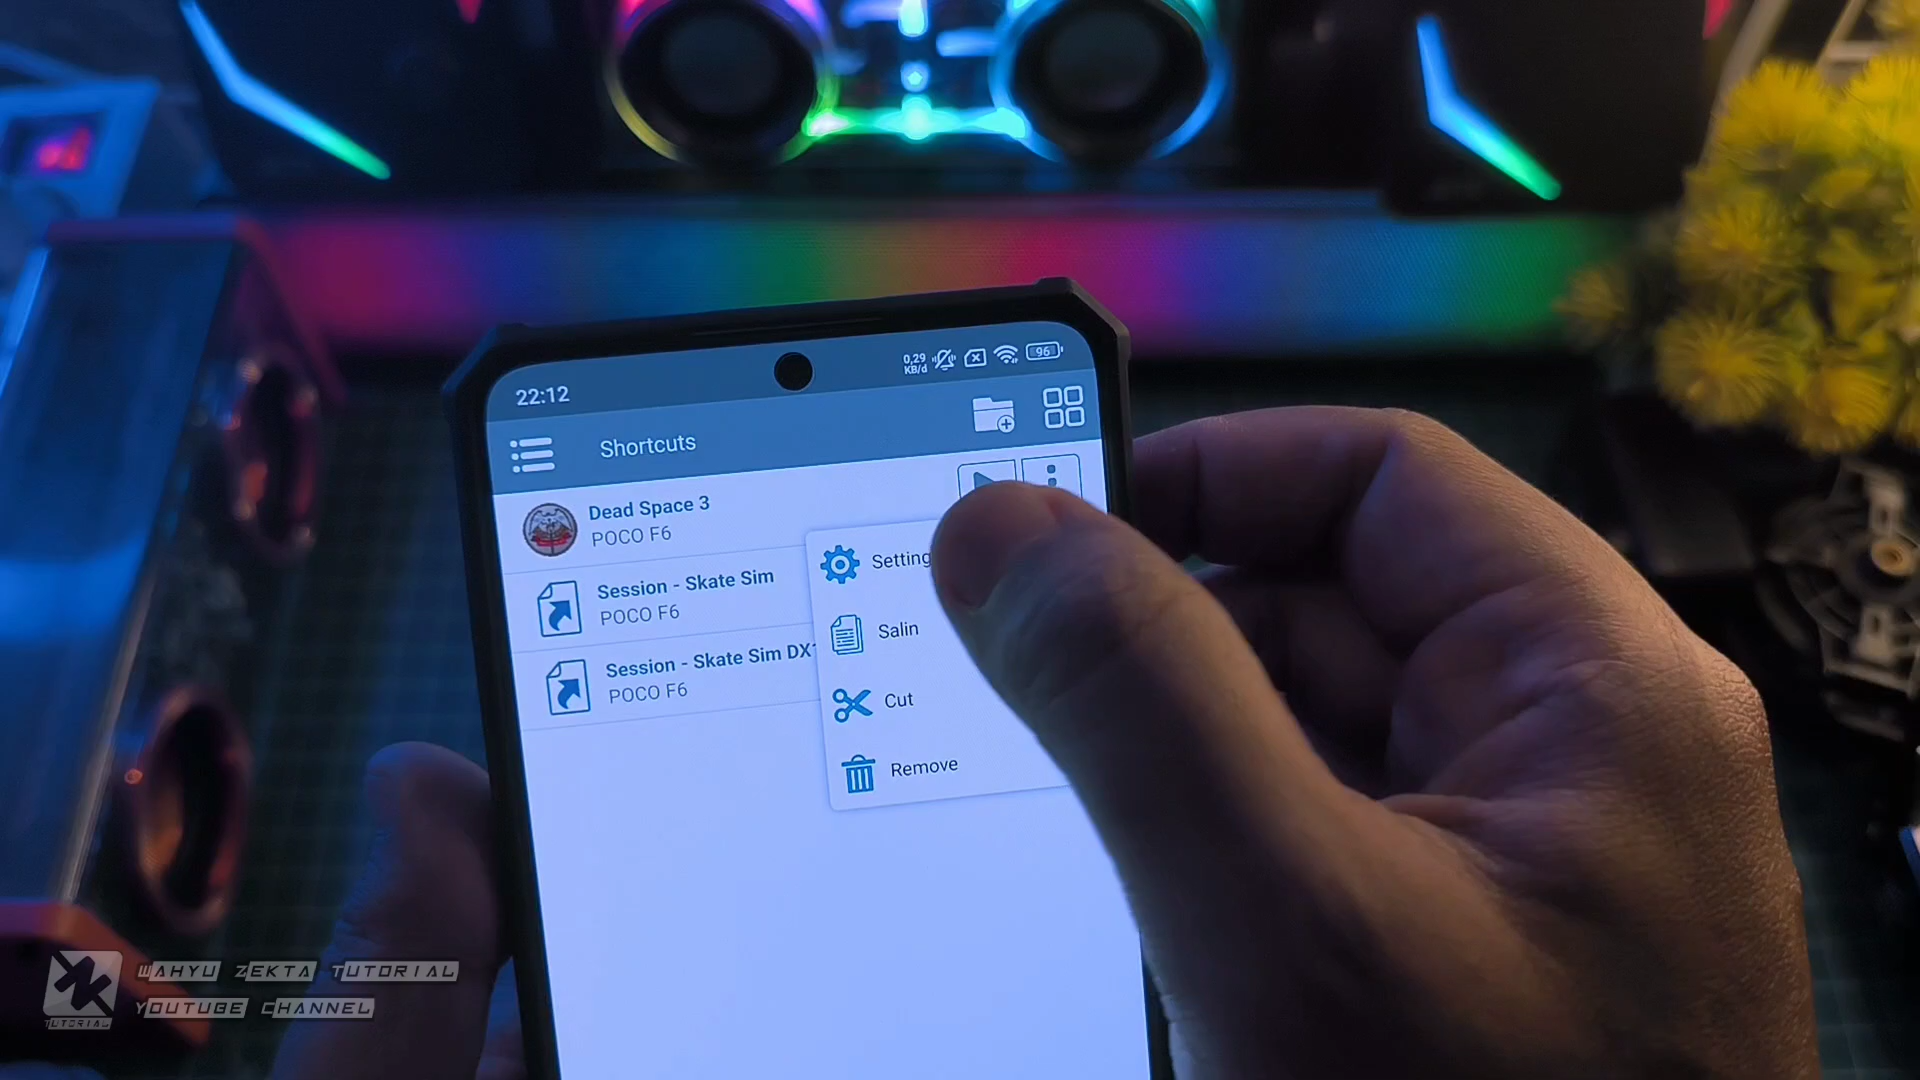 22:12
0,29
KB/d
96
Shortcuts
Dead Space 3
POCO F6
Session - Skate Sim
POCO F6
Session - Skate Sim DX
POCO F6
Setting
Salin
Cut
Remove
WAHYU ZEKTA TUTORIAL
YOUTUBE CHANNEL
TUTORIAL